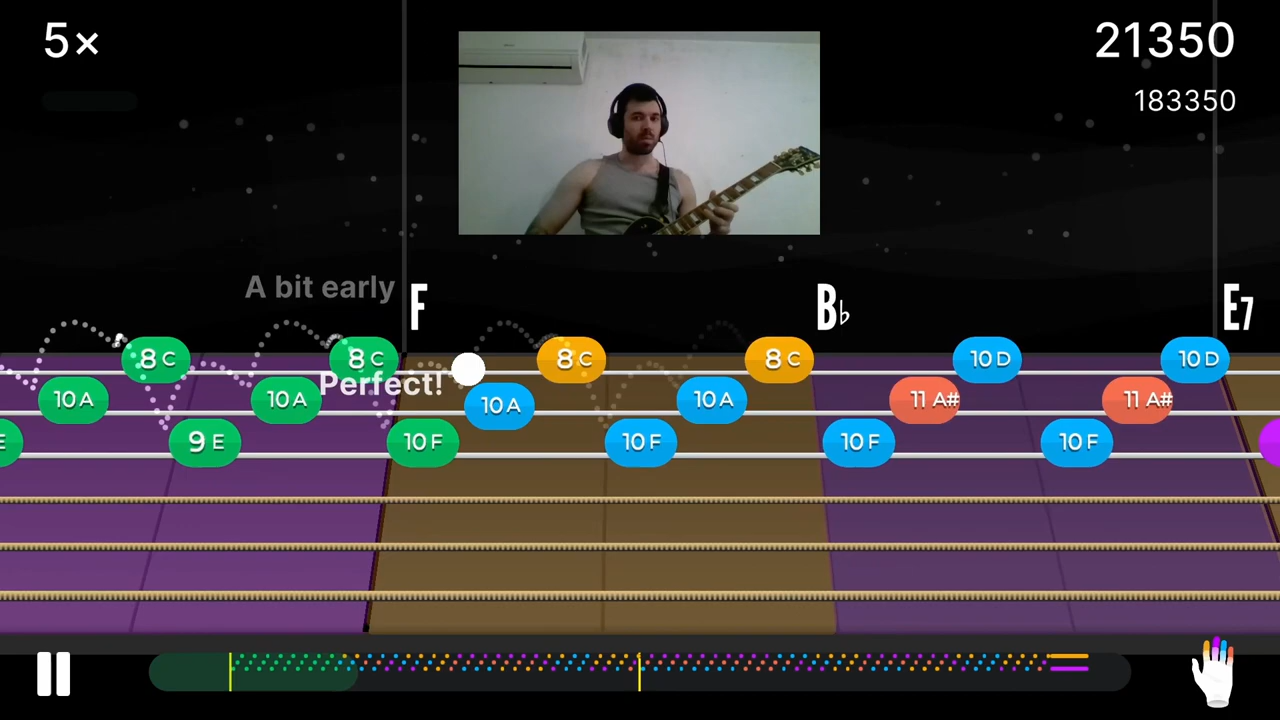 5×
21350
183350
A bit early
F
B♭
E7
8 C
8 C
8 C
8 C
10 D
10 D
Perfect!
10 A
10 A
10 A
10 A
11 A#
11 A#
E
9 E
10 F
10 F
10 F
10 F